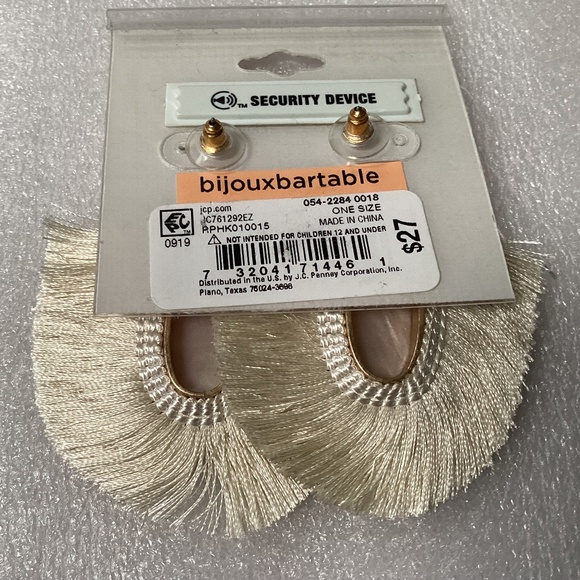 TM SECURITY DEVICE
bijouxbartable
jcp.com 054-2284 0018
JC761292EZ ONE SIZE
RPHK010015 MADE IN CHINA
0919
$27
NOT INTENDED FOR CHILDREN 12 AND UNDER
7 32041 71446 1
Distributed in the U.S. by J.C. Penney Corporation, Inc.
Plano, Texas 75024-3698